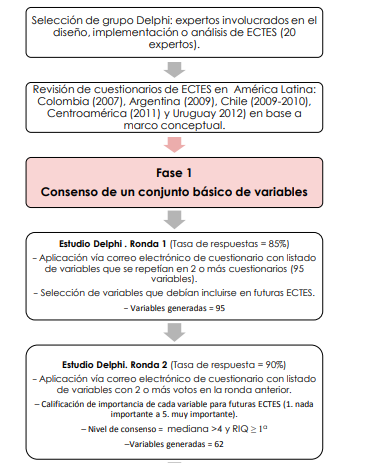 Selección de grupo Delphi: expertos involucrados en el
diseño, implementación o análisis de ECTES (20
expertos).
Revisión de cuestionarios de ECTES en América Latina:
Colombia (2007), Argentina (2009), Chile (2009-2010),
Centroamérica (2011) y Uruguay 2012) en base a
marco conceptual.
Fase 1
Consenso de un conjunto básico de variables
Estudio Delphi . Ronda 1 (Tasa de respuestas = 85%)
– Aplicación vía correo electrónico de cuestionario con listado
de variables que se repetían en 2 o más cuestionarios (95
variables).
– Selección de variables que debían incluirse en futuras ECTES.
– Variables generadas = 95
Estudio Delphi. Ronda 2 (Tasa de respuesta = 90%)
– Aplicación vía correo electrónico de cuestionario con listado
de variables con 2 o más votos en la ronda anterior.
– Calificación de importancia de cada variable para futuras ECTES (1. nada
importante a 5. muy importante).
– Nivel de consenso = mediana >4 y RIQ ≥ 1ª
–Variables generadas = 62